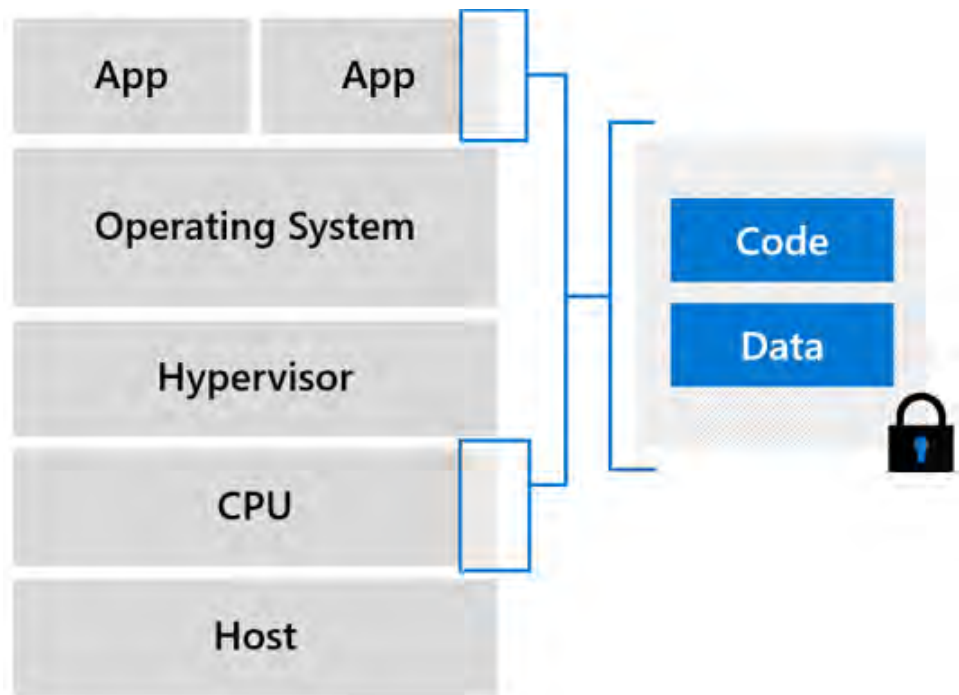 App
App
Operating System
Hypervisor
CPU
Host
Code
Data